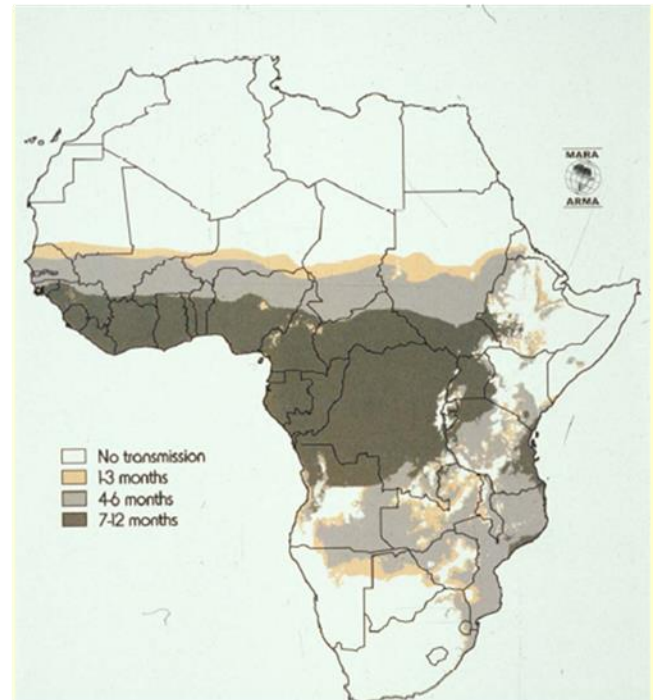 MARA
ARMA
No transmission
1-3 months
4-6 months
7-12 months